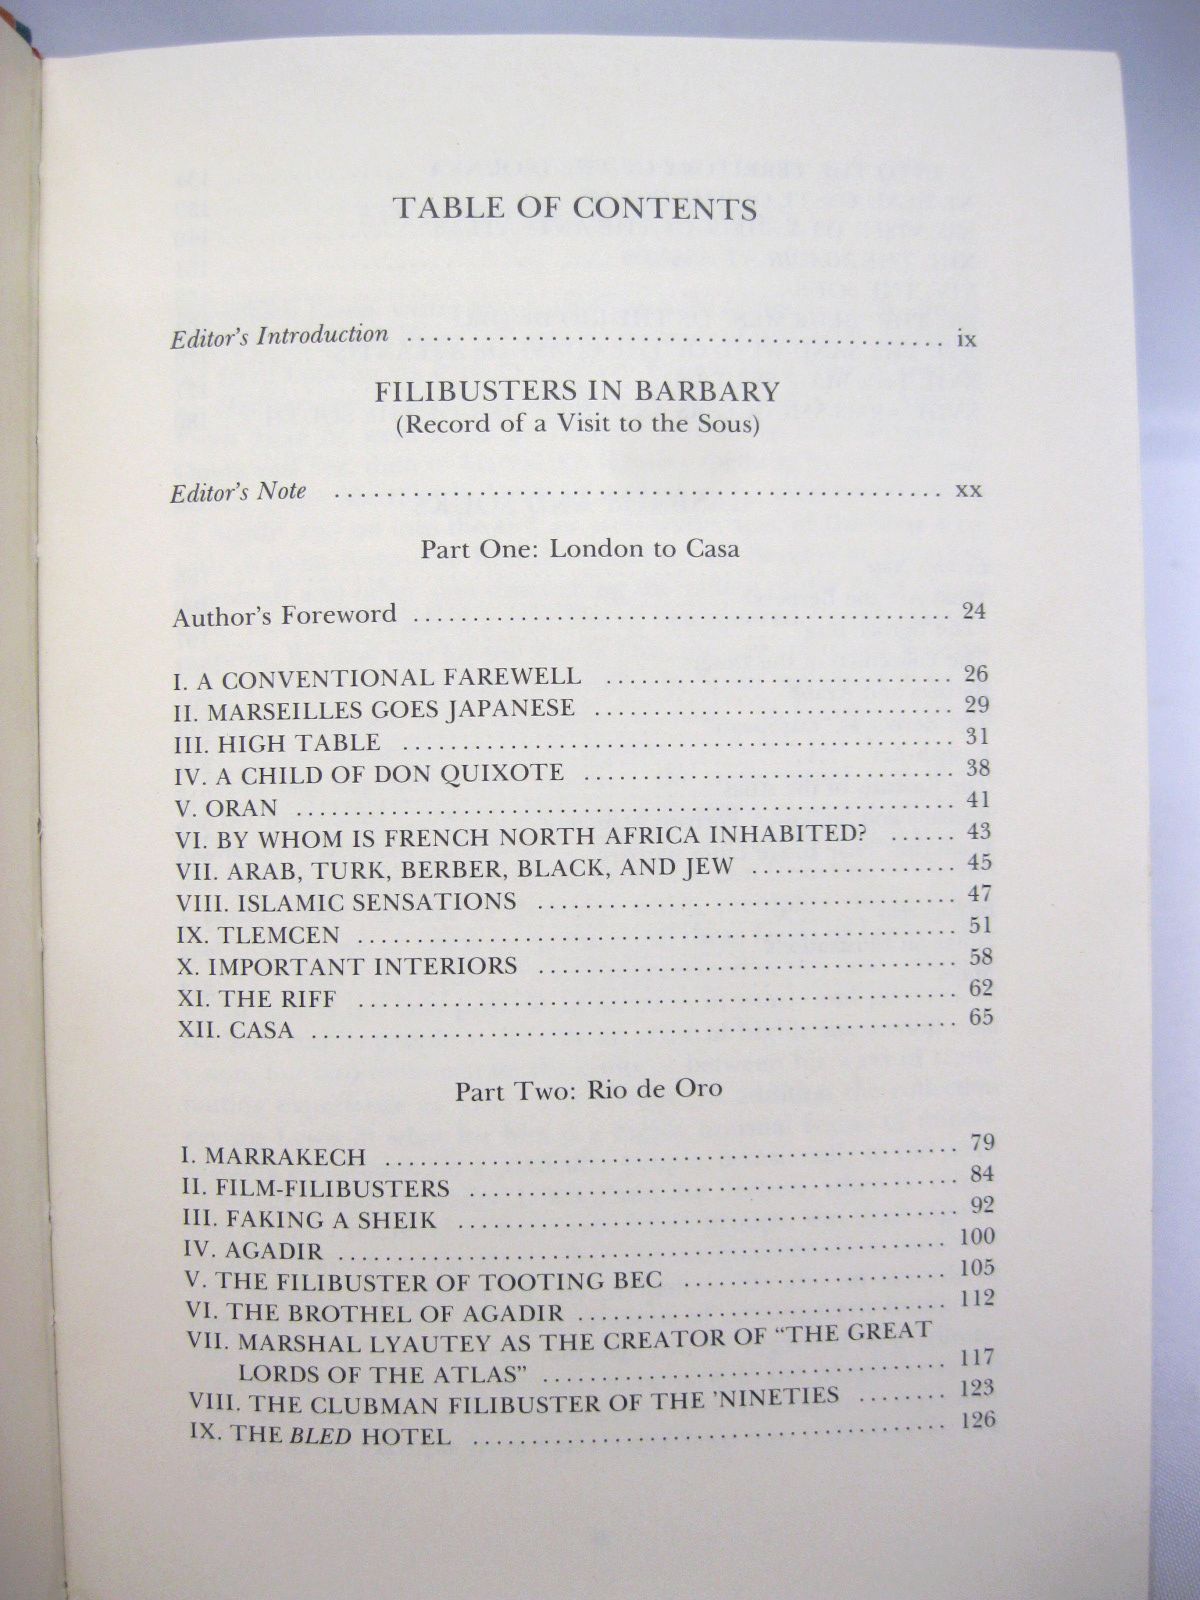 TABLE OF CONTENTS
Editor's Introduction ........................................ ix
FILIBUSTERS IN BARBARY
(Record of a Visit to the Sous)
Editor's Note ............................................... xx
Part One: London to Casa
Author's Foreword ........................................... 24
I. A CONVENTIONAL FAREWELL ............................ 26
II. MARSEILLES GOES JAPANESE ............................ 29
III. HIGH TABLE ........................................... 31
IV. A CHILD OF DON QUIXOTE ............................. 38
V. ORAN .................................................. 41
VI. BY WHOM IS FRENCH NORTH AFRICA INHABITED? ...... 43
VII. ARAB, TURK, BERBER, BLACK, AND JEW .................. 45
VIII. ISLAMIC SENSATIONS ................................. 47
IX. TLEMCEN .............................................. 51
X. IMPORTANT INTERIORS ................................. 58
XI. THE RIFF .............................................. 62
XII. CASA .................................................. 65
Part Two: Rio de Oro
I. MARRAKECH ............................................. 79
II. FILM-FILIBUSTERS ....................................... 84
III. FAKING A SHEIK ....................................... 92
IV. AGADIR ................................................ 100
V. THE FILIBUSTER OF TOOTING BEC ...................... 105
VI. THE BROTHEL OF AGADIR .............................. 112
VII. MARSHAL LYAUTEY AS THE CREATOR OF “THE GREAT
LORDS OF THE ATLAS” ................................ 117
VIII. THE CLUBMAN FILIBUSTER OF THE ’NINETIES ........ 123
IX. THE BLED HOTEL ...................................... 126